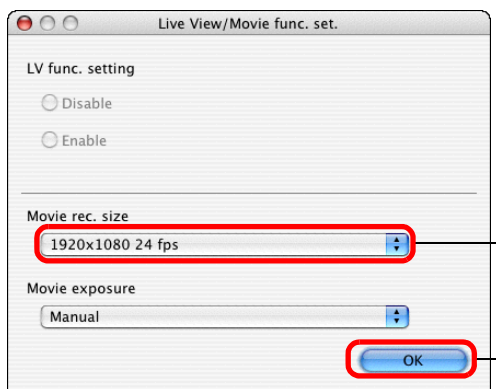 Live View/Movie func. set.
LV func. setting
Disable
Enable
Movie rec. size
1920x1080 24 fps
Movie exposure
Manual
OK